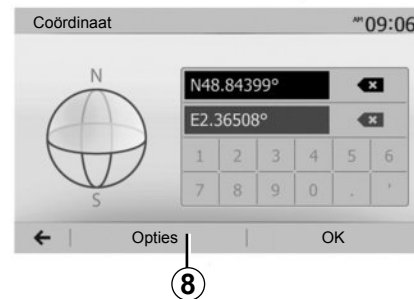 Coördinaat
AM 09:06
N
S
N48.84399°
E2.36508°
1 2 3 4 5 6
7 8 9 0 . '
Opties
OK
8